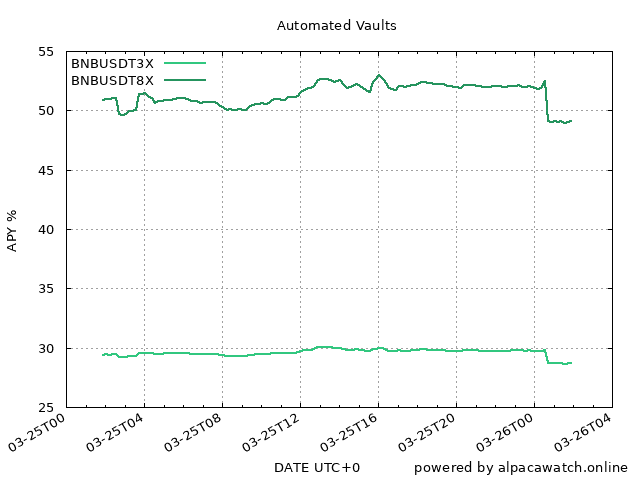 Automated Vaults
BNBUSDT3X
BNBUSDT8X
55
50
45
40
35
30
25
APY %
03-25T00
03-25T04
03-25T08
03-25T12
03-25T16
03-25T20
03-26T00
03-26T04
DATE UTC+0
powered by alpacawatch.online